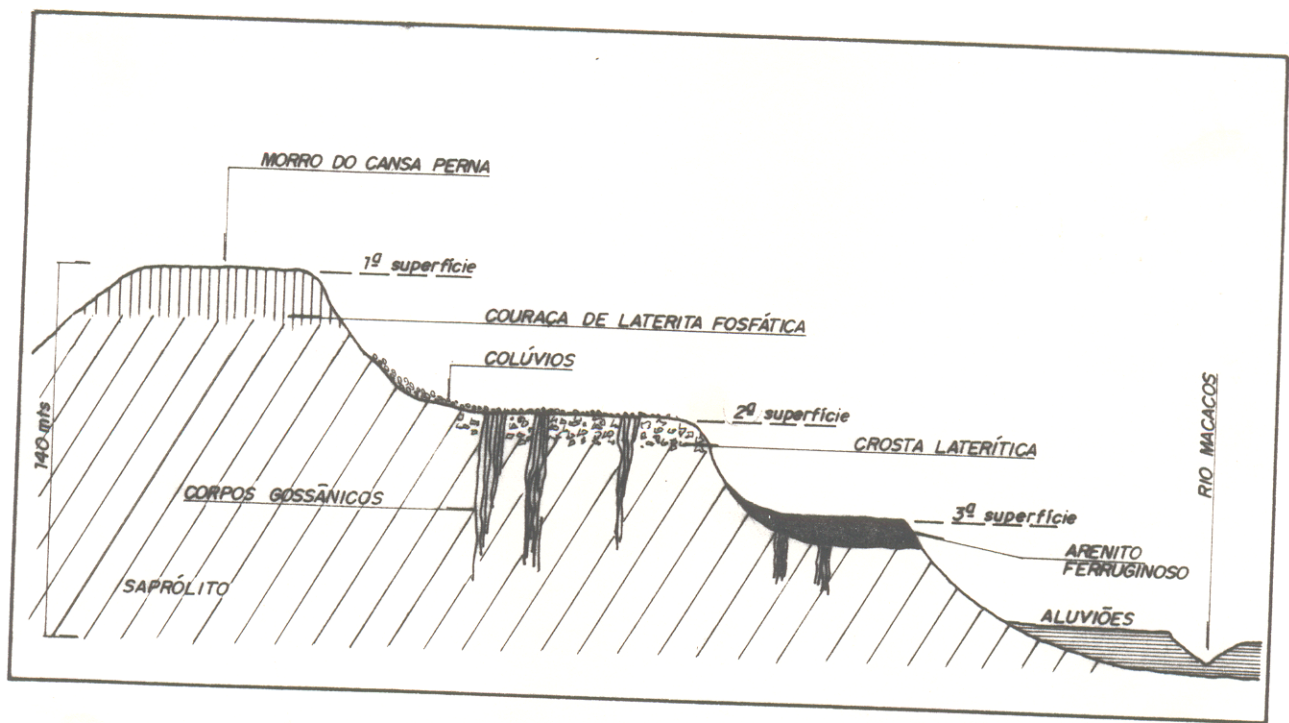 MORRO DO CANSA PERNA
1ª superfície
COURAÇA DE LATERITA FOSFÁTICA
COLÚVIOS
2ª superfície
CROSTA LATERÍTICA
RIO MACACOS
140 mts
CORPOS GOSSÂNICOS
3ª superfície
ARENITO
FERRUGINOSO
SAPRÓLITO
ALUVIÕES